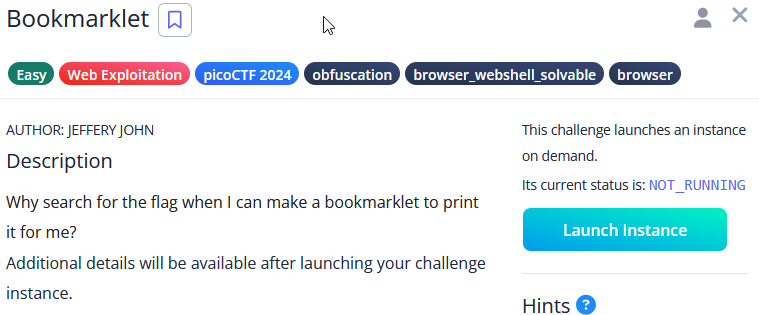 Bookmarklet
Easy Web Exploitation picoCTF 2024 obfuscation browser_webshell_solvable browser
AUTHOR: JEFFERY JOHN
Description
Why search for the flag when I can make a bookmarklet to print
it for me?
Additional details will be available after launching your challenge
instance.
This challenge launches an instance
on demand.
Its current status is: NOT_RUNNING
Launch Instance
Hints ?